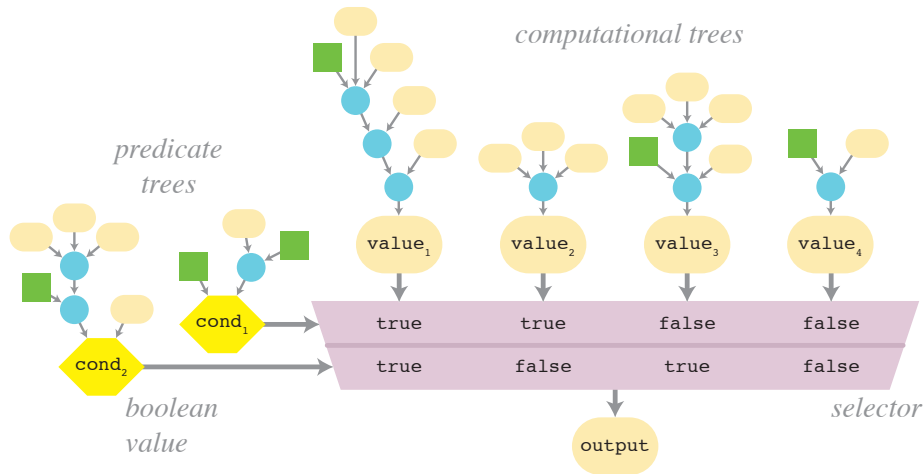 computational trees
predicate
trees
value₁ value₂ value₃ value₄
cond₁ true true false false
cond₂ true false true false
boolean
value
selector
output